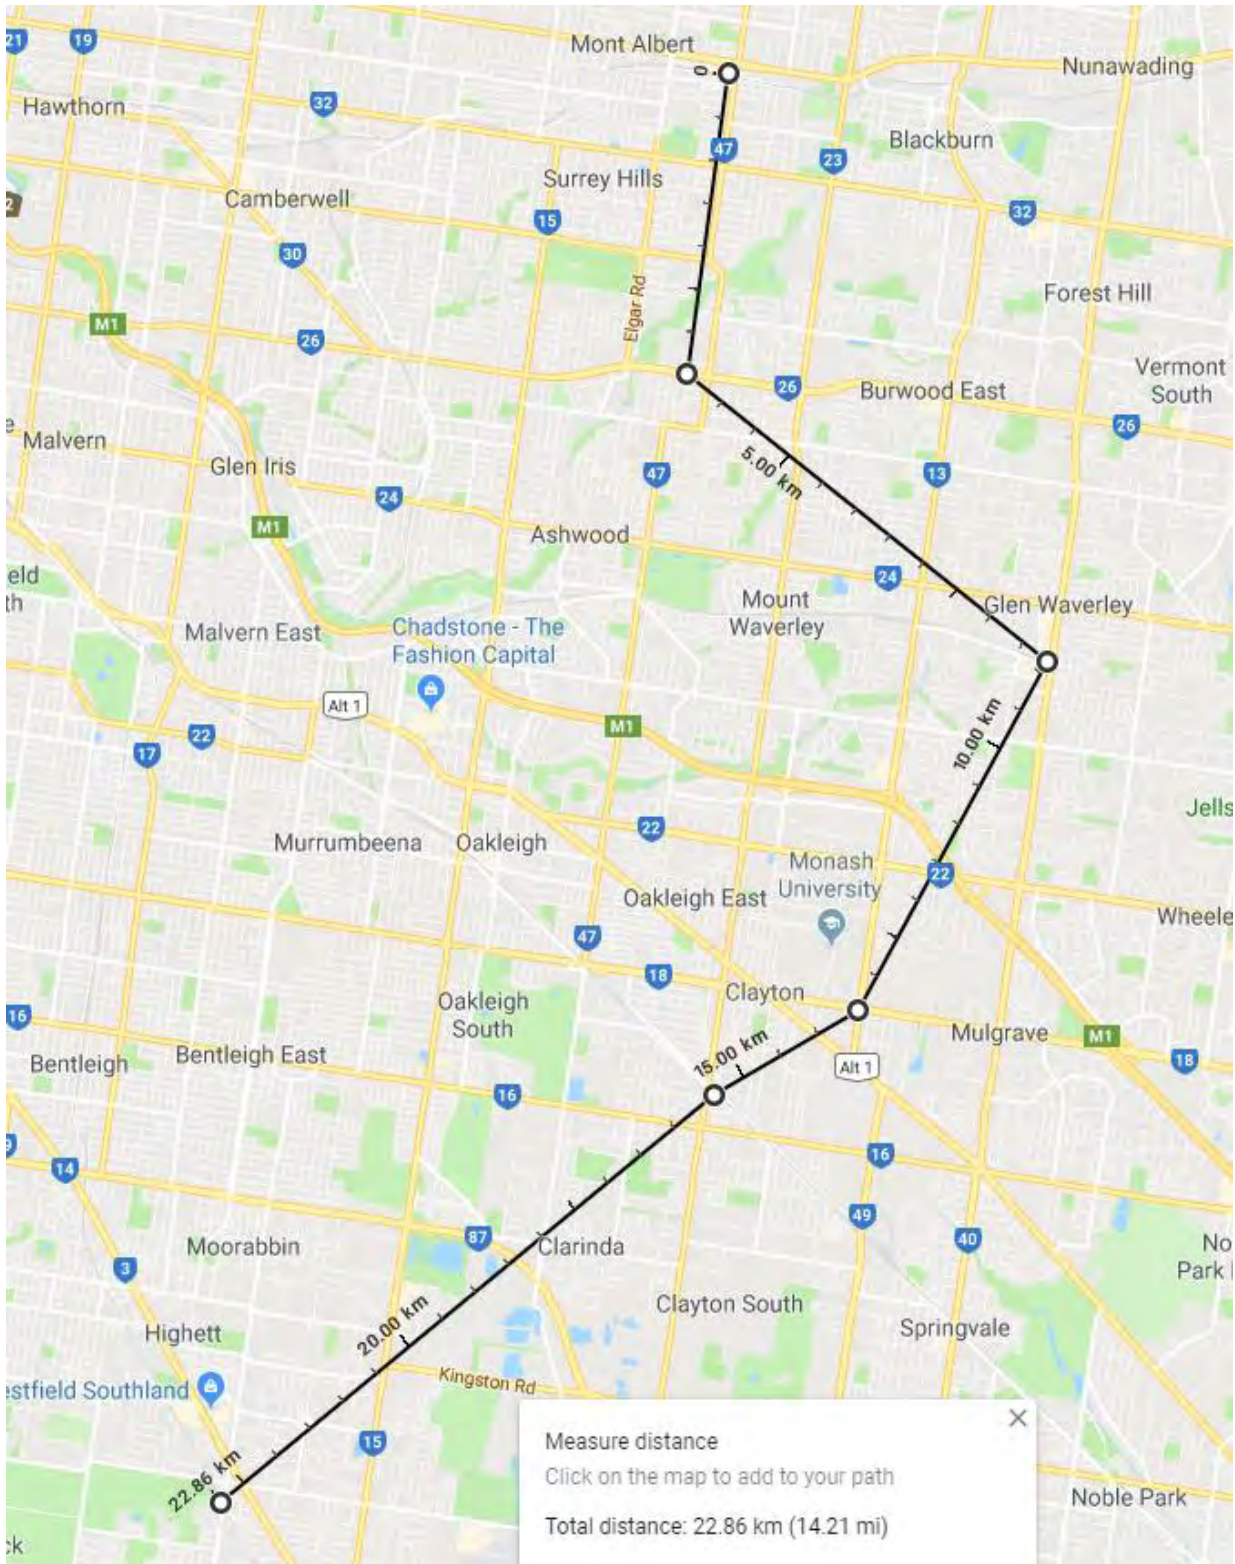 Mont Albert
Nunawading
21
19
0
Hawthorn
32
47
Blackburn
23
Surrey Hills
Camberwell
15
32
30
Elgar Rd
Forest Hill
M1
26
Vermont
South
26
Burwood East
26
Malvern
5.00 km
Glen Iris
47
13
24
M1
Ashwood
eld
th
24
Mount
Waverley
Glen Waverley
Malvern East
Chadstone - The
Fashion Capital
Alt 1
M1
22
17
10.00 km
Jells
22
Murrumbeena
Oakleigh
Monash
University
22
Oakleigh East
Wheele
47
18
Clayton
Oakleigh
South
16
Mulgrave
M1
15.00 km
Bentleigh
Bentleigh East
Alt 1
18
16
16
14
49
87
40
Moorabbin
Clarinda
No
Park
3
20.00 km
Clayton South
Highett
Springvale
estfield Southland
Kingston Rd
15
22.86 km
Measure distance
Click on the map to add to your path
Total distance: 22.86 km (14.21 mi)
Noble Park
ck